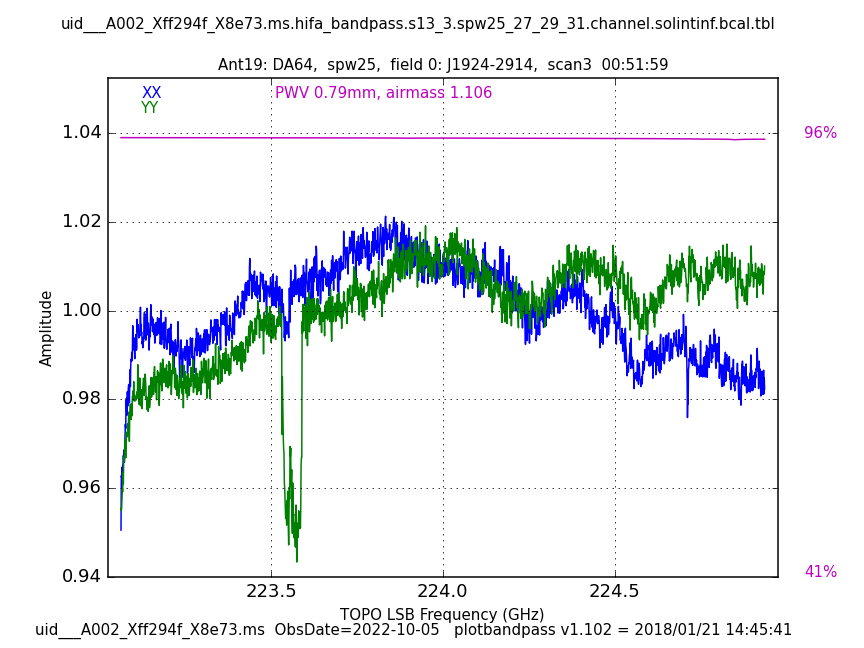 uid___A002_Xff294f_X8e73.ms.hifa_bandpass.s13_3.spw25_27_29_31.channel.solintinf.bcal.tbl
Ant19: DA64,  spw25,  field 0: J1924-2914,  scan3  00:51:59
XX
PWV 0.79mm, airmass 1.106
YY
1.04
96%
1.02
1.00
Amplitude
0.98
0.96
41%
0.94
223.5
224.0
224.5
TOPO LSB Frequency (GHz)
uid___A002_Xff294f_X8e73.ms  ObsDate=2022-10-05   plotbandpass v1.102 = 2018/01/21 14:45:41